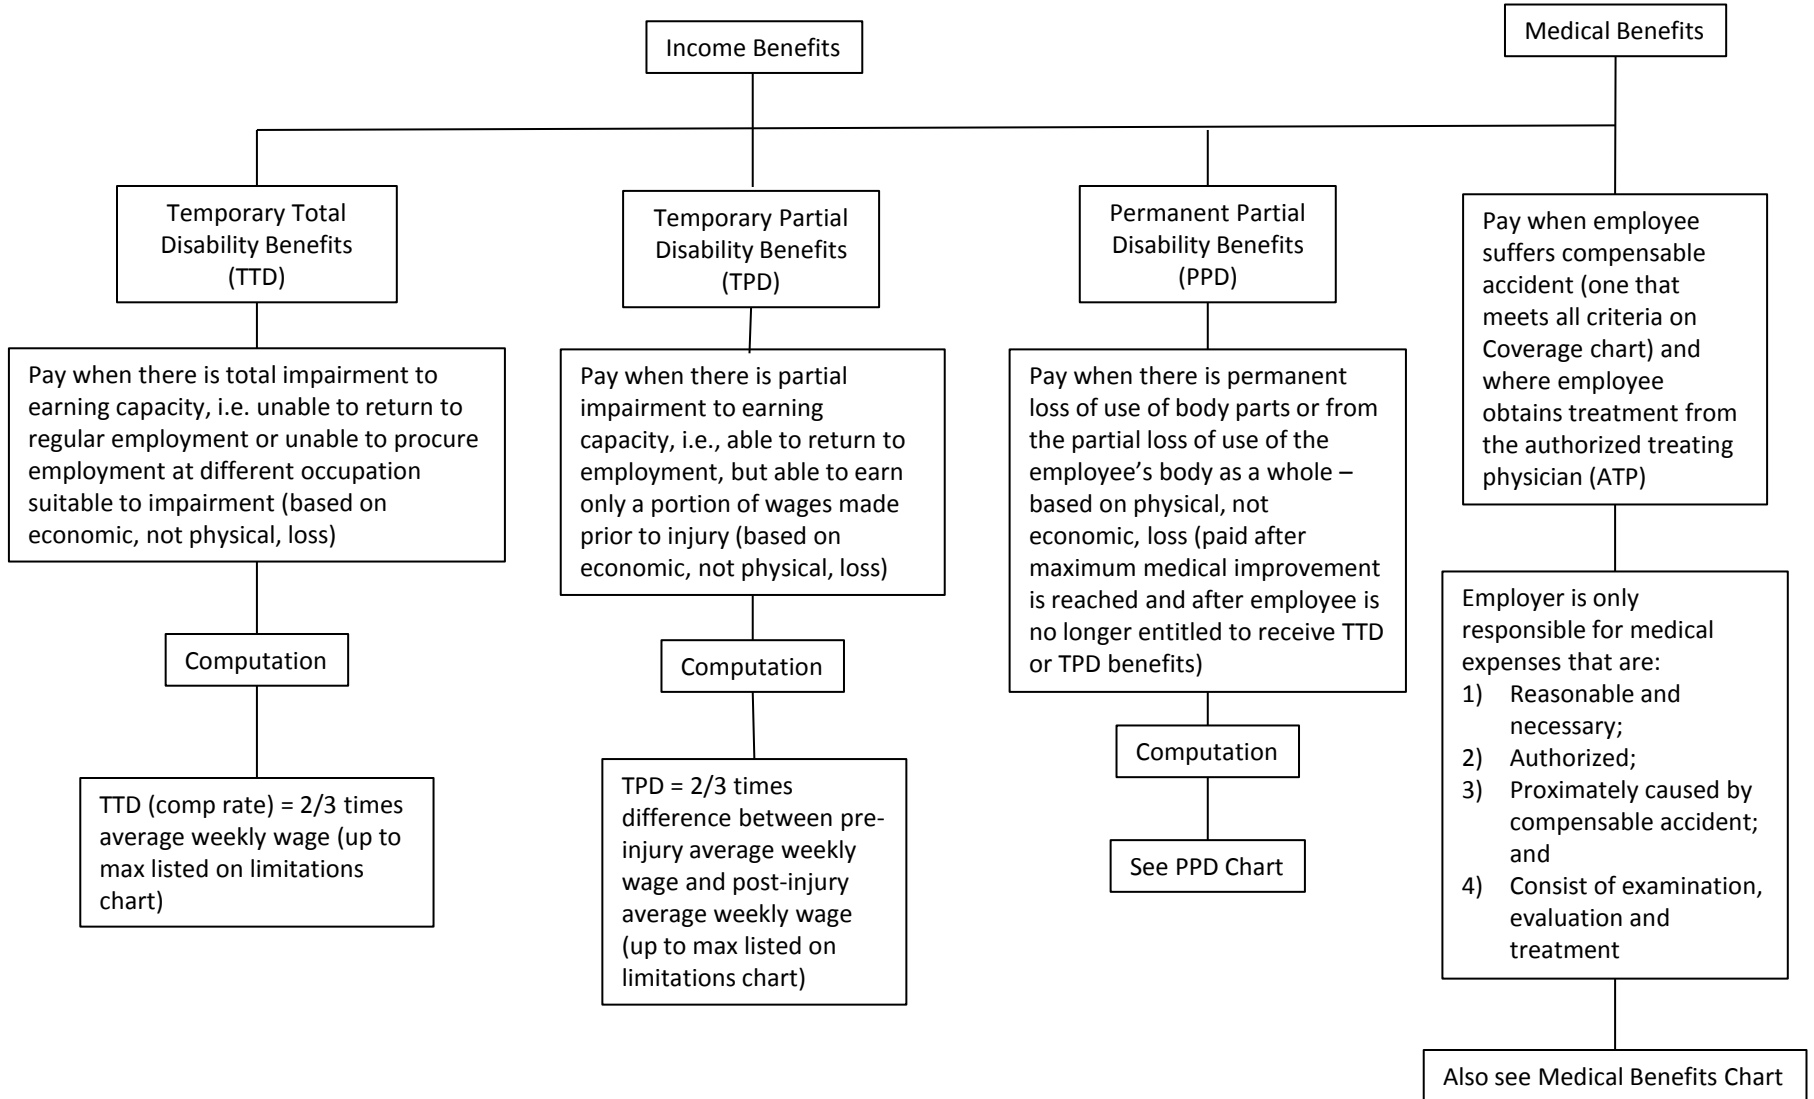 Income Benefits
Medical Benefits
Temporary Total
Disability Benefits
(TTD)
Temporary Partial
Disability Benefits
(TPD)
Permanent Partial
Disability Benefits
(PPD)
Pay when employee
suffers compensable
accident (one that
meets all criteria on
Coverage chart) and
where employee
obtains treatment from
the authorized treating
physician (ATP)
Pay when there is total impairment to
earning capacity, i.e. unable to return to
regular employment or unable to procure
employment at different occupation
suitable to impairment (based on
economic, not physical, loss)
Pay when there is partial
impairment to earning
capacity, i.e., able to return to
employment, but able to earn
only a portion of wages made
prior to injury (based on
economic, not physical, loss)
Pay when there is permanent
loss of use of body parts or from
the partial loss of use of the
employee’s body as a whole –
based on physical, not
economic, loss (paid after
maximum medical improvement
is reached and after employee is
no longer entitled to receive TTD
or TPD benefits)
Employer is only
responsible for medical
expenses that are:
1) Reasonable and
necessary;
2) Authorized;
3) Proximately caused by
compensable accident;
and
4) Consist of examination,
evaluation and
treatment
Computation
Computation
Computation
TTD (comp rate) = 2/3 times
average weekly wage (up to
max listed on limitations
chart)
TPD = 2/3 times
difference between pre-
injury average weekly
wage and post-injury
average weekly wage
(up to max listed on
limitations chart)
See PPD Chart
Also see Medical Benefits Chart